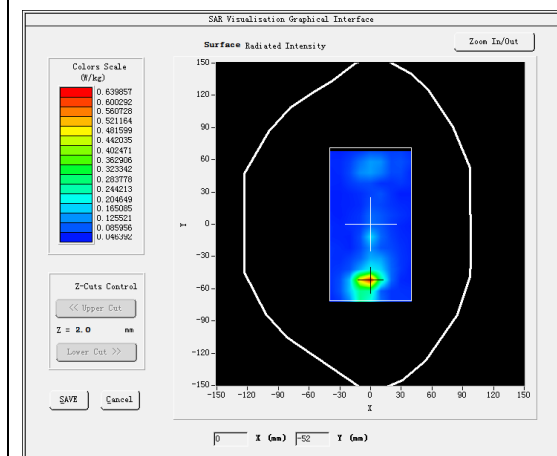 SAR Visualisation Graphical Interface
Surface Radiated Intensity
Zoom In/Out
Colors Scale
(W/kg)
0.639857
0.600292
0.560728
0.521164
0.481599
0.442035
0.402471
0.362906
0.323342
0.283778
0.244213
0.204649
0.165085
0.125521
0.085956
0.046392
Z-Cuts Control
<< Upper Cut
Z = 2.0 mm
Lower Cut >>
SAVE
Cancel
150
120
90
60
30
0
-30
-60
-90
-120
-150
Y
-150 -120 -90 -60 -30 0 30 60 90 120 150
X
0 X (mm) -52 Y (mm)